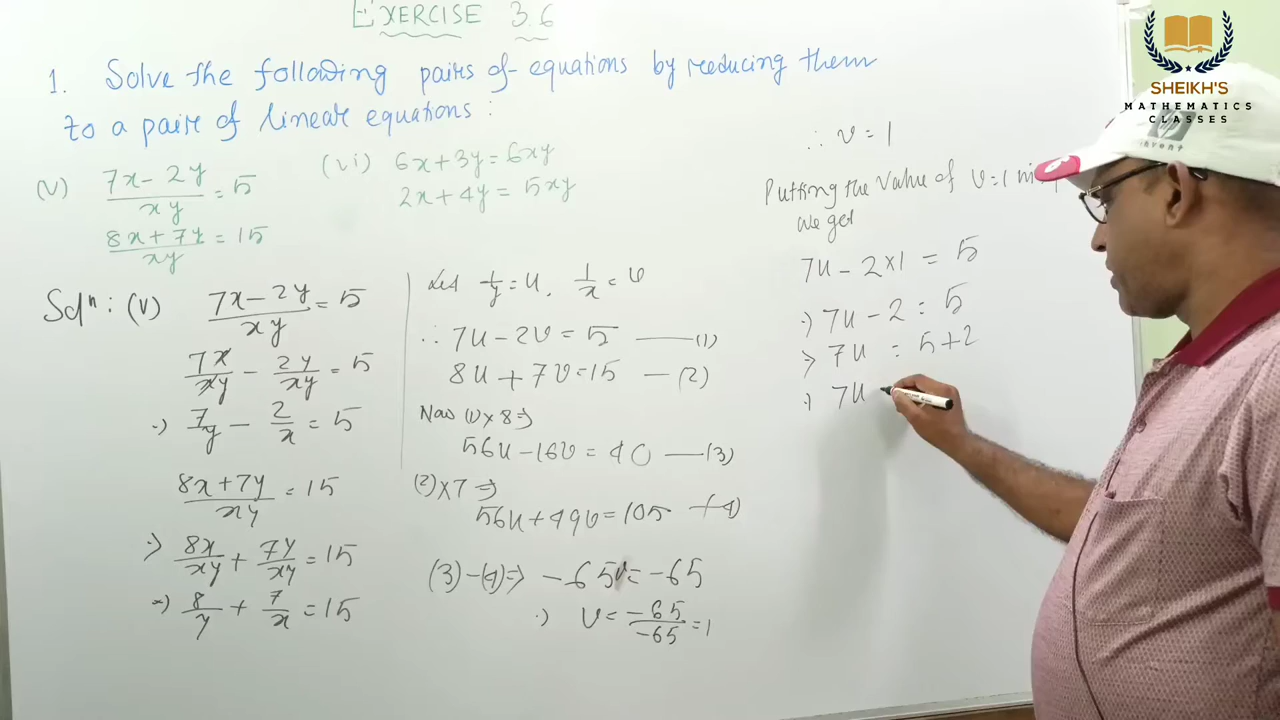 EXERCISE 3.6
1. Solve the following pairs of equations by reducing them
to a pair of linear equations :
(V) 7x - 2y / xy = 5
8x + 7y / xy = 15
(vi) 6x + 3y = 6xy
2x + 4y = 5xy
Solⁿ : (V) 7x - 2y / xy = 5
7x / xy - 2y / xy = 5
⇒ 7 / y - 2 / x = 5
8x + 7y / xy = 15
⇒ 8x / xy + 7y / xy = 15
⇒ 8 / y + 7 / x = 15
Let 1/y = u, 1/x = v
∴ 7u - 2v = 5 —— (1)
8u + 7v = 15 — (2)
Now (1) × 8 ⇒
56u - 16v = 40 —— (3)
(2) × 7 ⇒
56u + 49v = 105 — (4)
(3) - (4) ⇒ -65v = -65
⇒ v = -65 / -65 = 1
∴ v = 1
Putting the Value of v = 1 in
we get
7u - 2×1 = 5
⇒ 7u - 2 = 5
⇒ 7u = 5+2
⇒ 7u
SHEIKH'S
MATHEMATICS
CLASSES
hp
invent